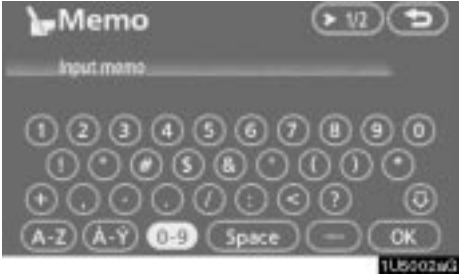 Memo ► 1/2
Input memo
1 2 3 4 5 6 7 8 9 0
! " # $ & ' ( ) *
+ , - . / : < ?
A-Z À-Ý 0-9 Space — OK
1U5002aG